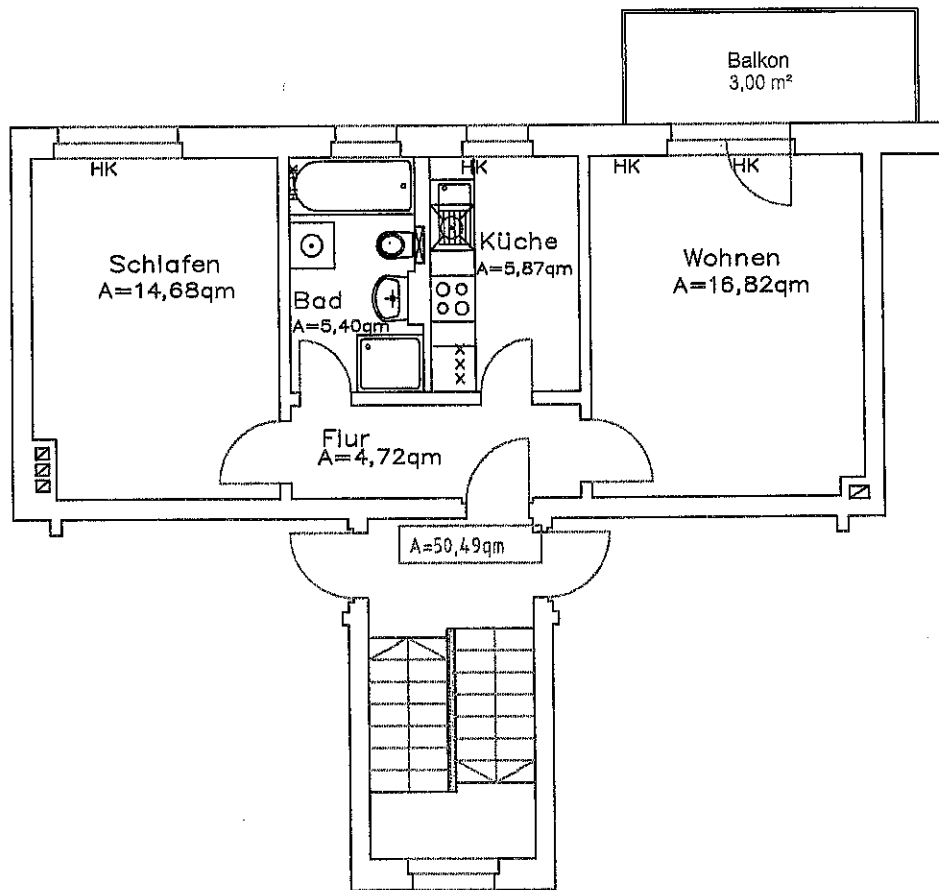 Balkon
3,00 m²
HK
HK
HK
HK
Schlafen
A=14,68qm
Bad
A=5,40qm
Küche
A=5,87qm
Wohnen
A=16,82qm
Flur
A=4,72qm
A=50,49qm